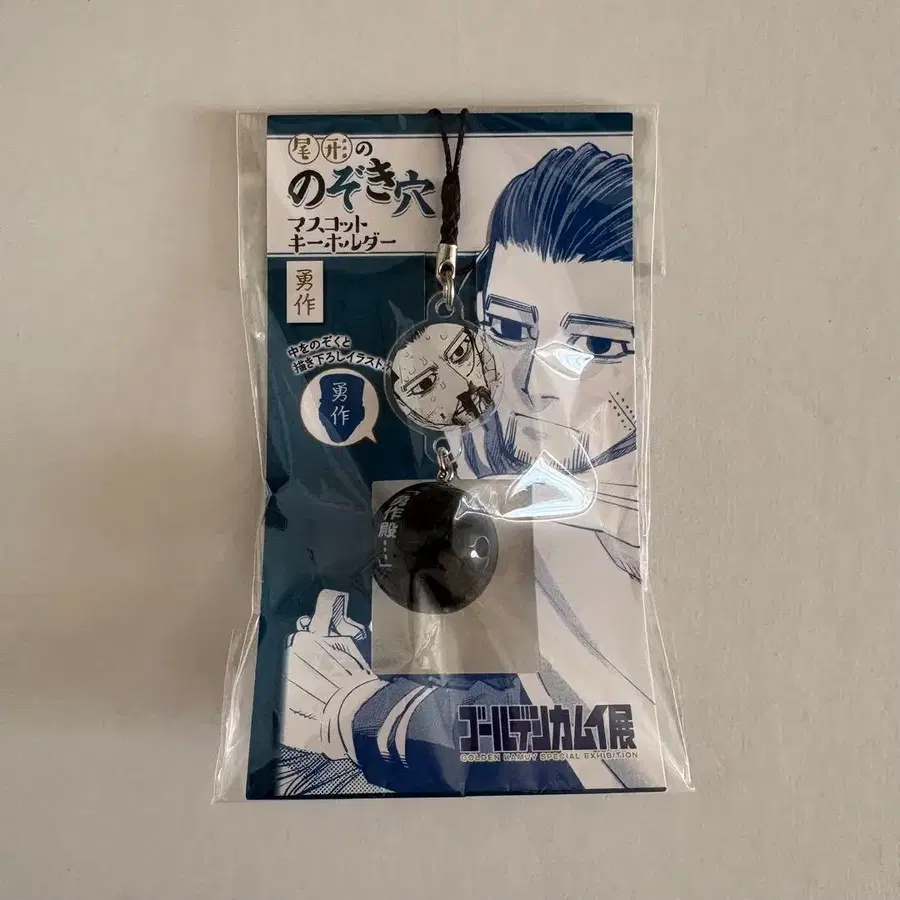 尾形の
のぞき穴
マスコット
キーホルダー
勇作
中をのぞくと
描き下ろしイラスト
勇作
「勇作殿…」
ゴールデンカムイ展
GOLDEN KAMUY SPECIAL EXHIBITION